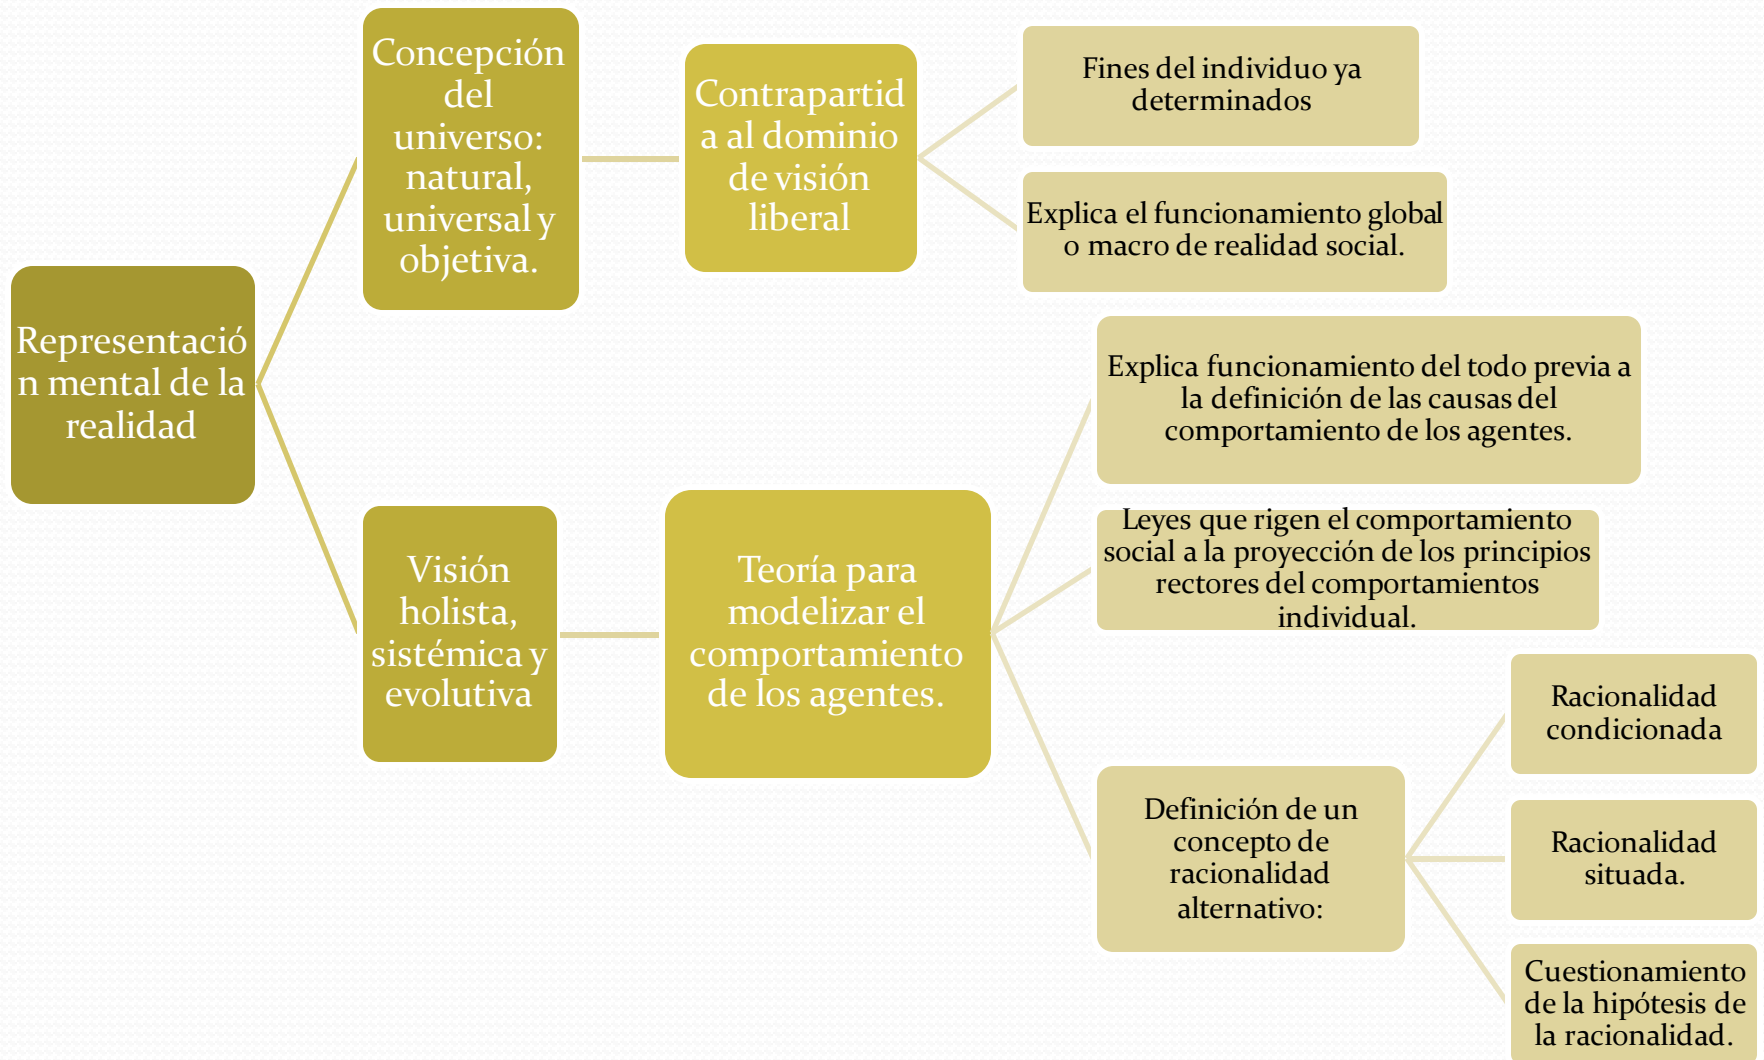 Representació
n mental de la
realidad
Concepción
del
universo:
natural,
universal y
objetiva.
Contrapartid
a al dominio
de visión
liberal
Fines del individuo ya
determinados
Explica el funcionamiento global
o macro de realidad social.
Visión
holista,
sistémica y
evolutiva
Teoría para
modelizar el
comportamiento
de los agentes.
Explica funcionamiento del todo previa a
la definición de las causas del
comportamiento de los agentes.
Leyes que rigen el comportamiento
social a la proyección de los principios
rectores del comportamientos
individual.
Definición de un
concepto de
racionalidad
alternativo:
Racionalidad
condicionada
Racionalidad
situada.
Cuestionamiento
de la hipótesis de
la racionalidad.